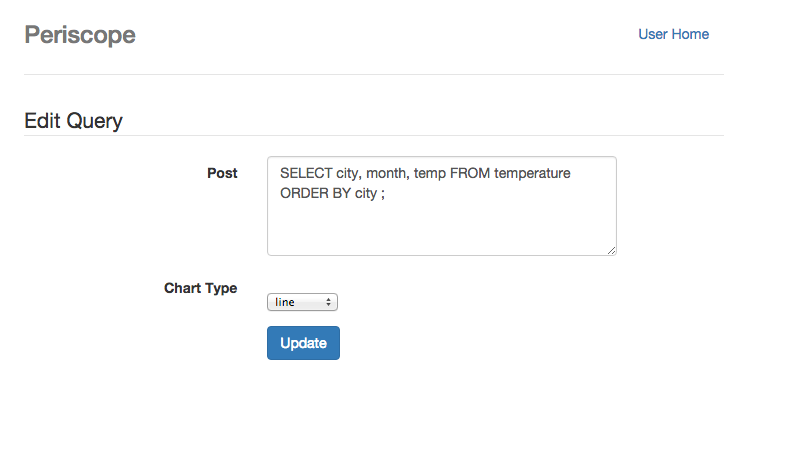 Periscope
User Home
Edit Query
Post
SELECT city, month, temp FROM temperature
ORDER BY city ;
Chart Type
line
Update